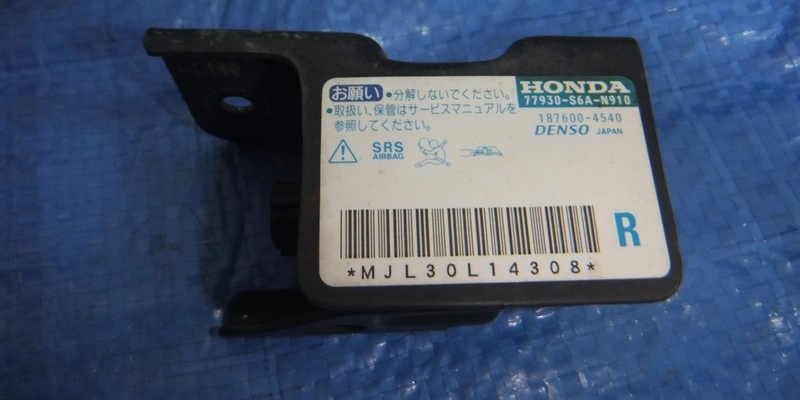 お願い ●分解しないでください。
●取扱い、保管はサービスマニュアルを
参照してください。
HONDA
77930-S6A-N910
187600-4540
DENSO JAPAN
SRS
AIRBAG
R
*MJL30L14308*